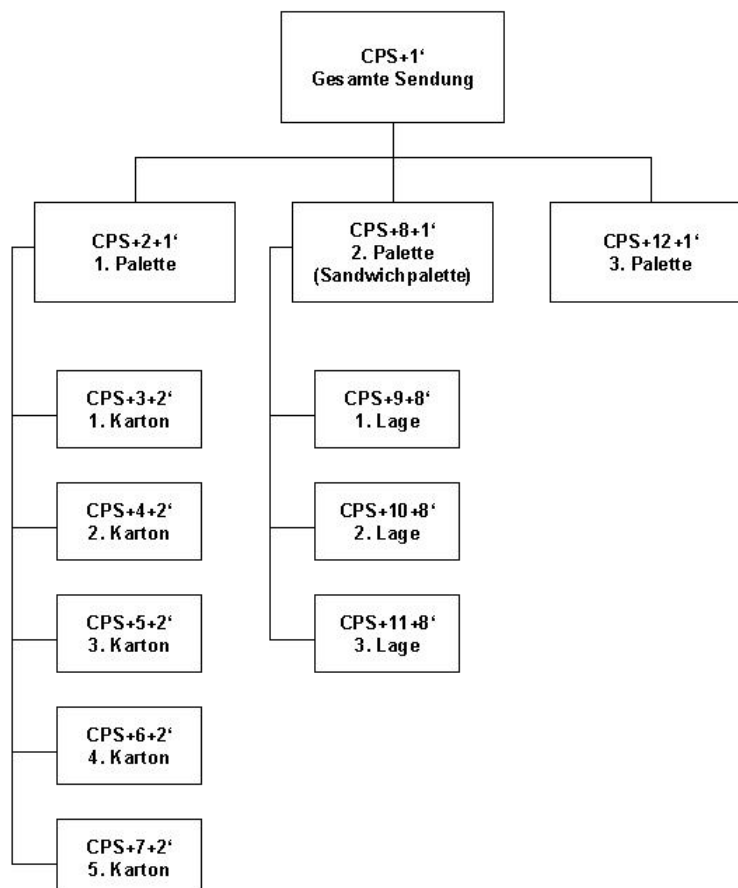 CPS+1‘
Gesamte Sendung
CPS+2+1‘
1. Palette
CPS+8+1‘
2. Palette
(Sandwichpalette)
CPS+12+1‘
3. Palette
CPS+3+2‘
1. Karton
CPS+4+2‘
2. Karton
CPS+5+2‘
3. Karton
CPS+6+2‘
4. Karton
CPS+7+2‘
5. Karton
CPS+9+8‘
1. Lage
CPS+10+8‘
2. Lage
CPS+11+8‘
3. Lage